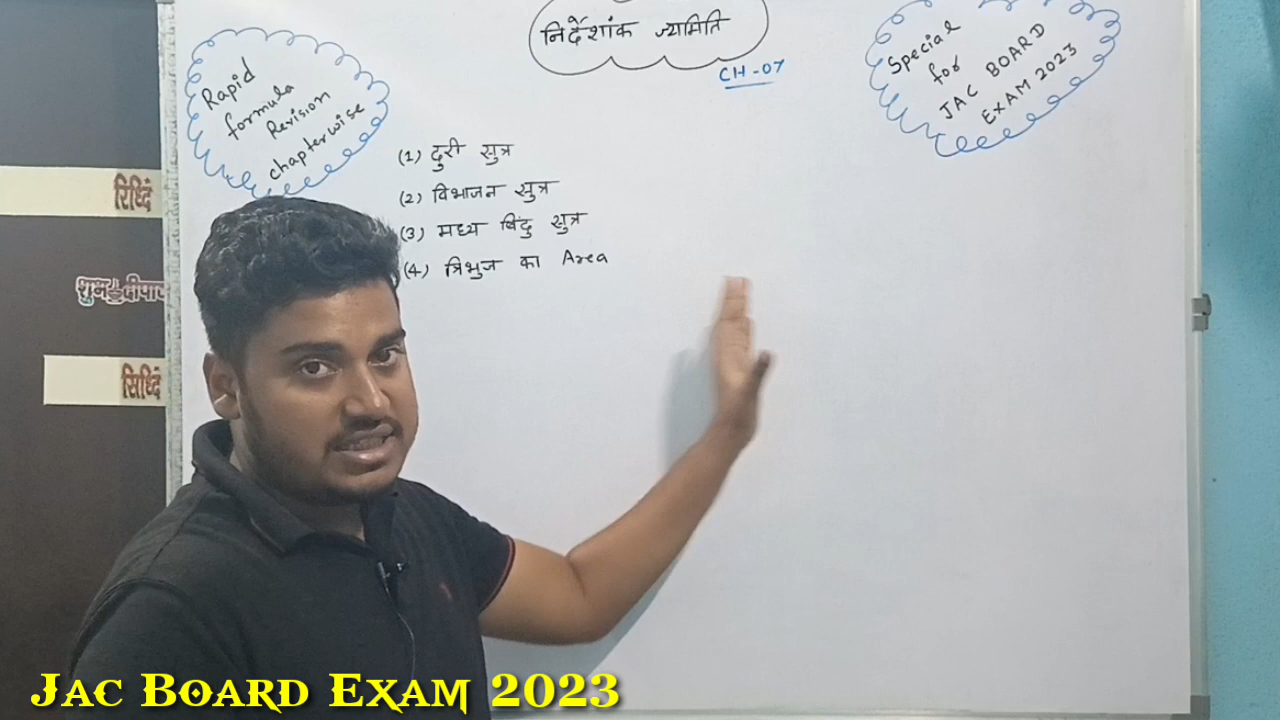 निर्देशांक ज्यामिति
CH-07
Rapid
formula
Revision
chapterwise
Special
for
JAC BOARD
EXAM 2023
(1) दुरी सुत्र
(2) विभाजन सुत्र
(3) मध्य बिंदु सुत्र
(4) त्रिभुज का Area
रिध्दि
शुभ दीपाव
सिध्दि
JAC BOARD EXAM 2023